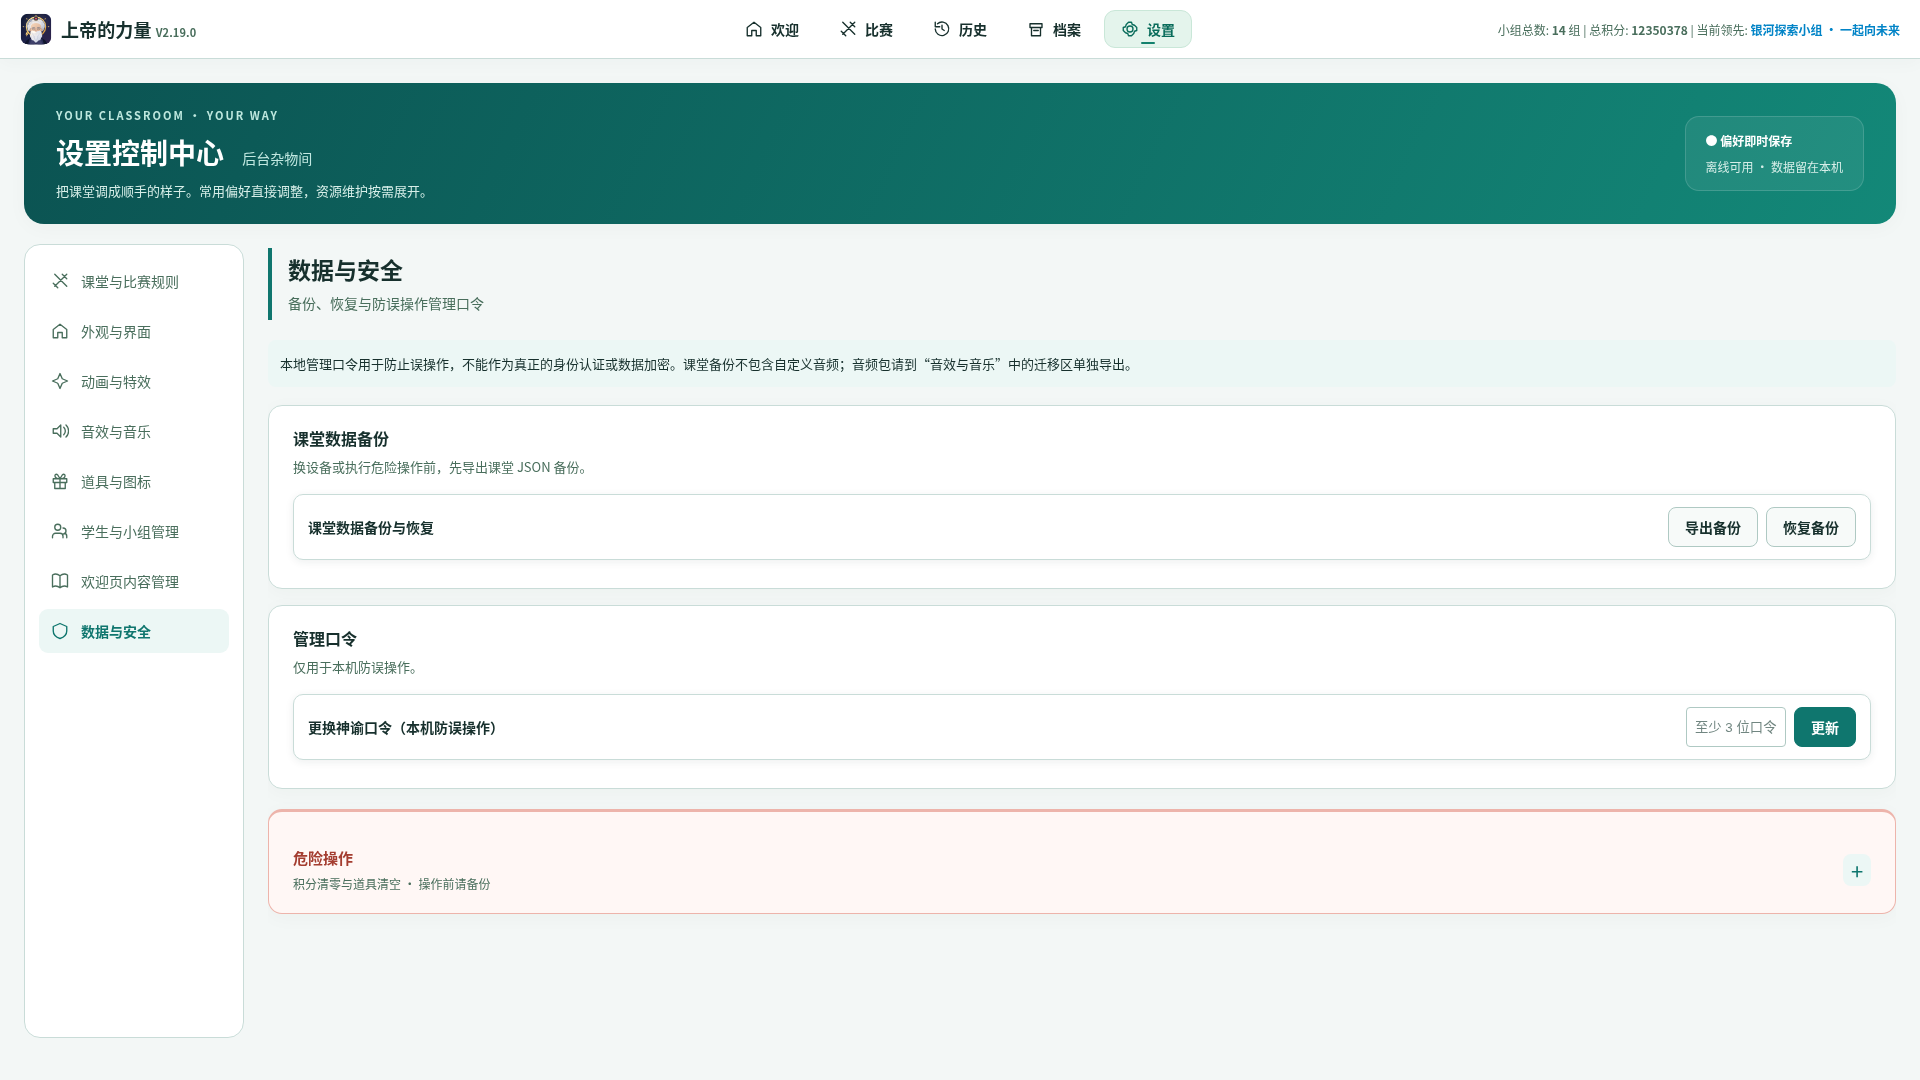 上帝的力量 V2.19.0
欢迎
比赛
历史
档案
设置
小组总数: 14 组 | 总积分: 12350378 | 当前领先: 银河探索小组 · 一起向未来
YOUR CLASSROOM · YOUR WAY
设置控制中心 后台杂物间
把课堂调成顺手的样子。常用偏好直接调整，资源维护按需展开。
偏好即时保存
离线可用 · 数据留在本机
课堂与比赛规则
外观与界面
动画与特效
音效与音乐
道具与图标
学生与小组管理
欢迎页内容管理
数据与安全
数据与安全
备份、恢复与防误操作管理口令
本地管理口令用于防止误操作，不能作为真正的身份认证或数据加密。课堂备份不包含自定义音频；音频包请到“音效与音乐”中的迁移区单独导出。
课堂数据备份
换设备或执行危险操作前，先导出课堂 JSON 备份。
课堂数据备份与恢复
导出备份
恢复备份
管理口令
仅用于本机防误操作。
更换神谕口令（本机防误操作）
至少 3 位口令
更新
危险操作
积分清零与道具清空 · 操作前请备份
+